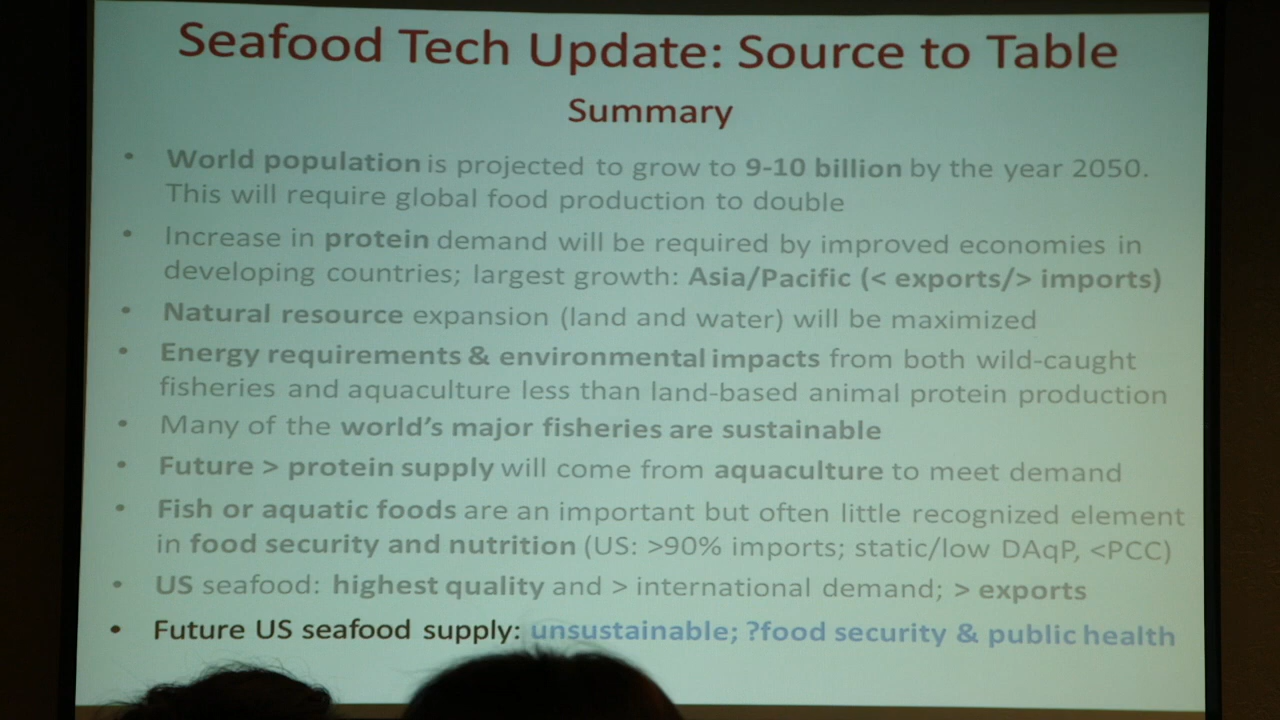 Seafood Tech Update: Source to Table
Summary
• World population is projected to grow to 9-10 billion by the year 2050.
This will require global food production to double
• Increase in protein demand will be required by improved economies in
developing countries; largest growth: Asia/Pacific (< exports/> imports)
• Natural resource expansion (land and water) will be maximized
• Energy requirements & environmental impacts from both wild-caught
fisheries and aquaculture less than land-based animal protein production
• Many of the world's major fisheries are sustainable
• Future > protein supply will come from aquaculture to meet demand
• Fish or aquatic foods are an important but often little recognized element
in food security and nutrition (US: >90% imports; static/low DAqP, <PCC)
• US seafood: highest quality and > international demand; > exports
• Future US seafood supply: unsustainable; ?food security & public health